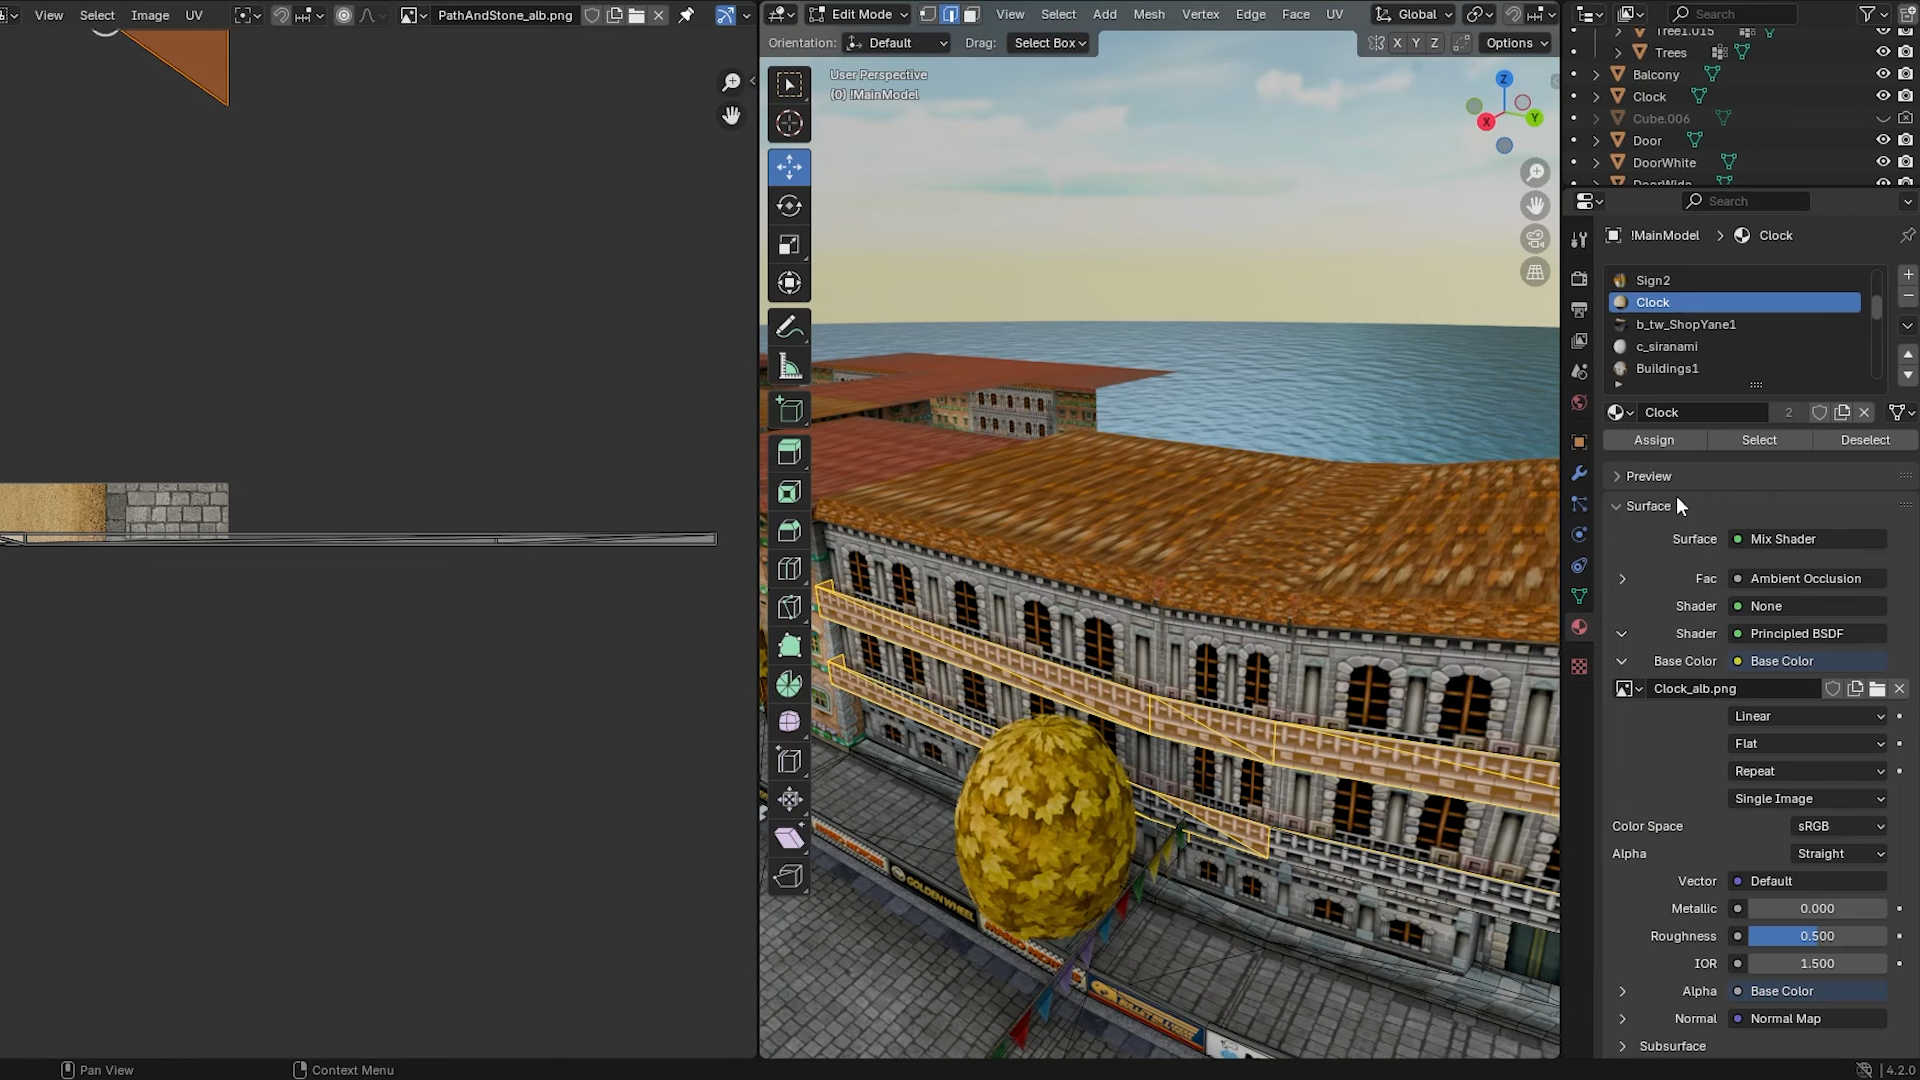 View Select Image UV PathAndStone_alb.png
Edit Mode View Select Add Mesh Vertex Edge Face UV Global
Orientation: Default Drag: Select Box X Y Z Options
User Perspective
(0) !MainModel
Z
X
Y
GOLDEN WHEEL
Search
Tree1.015
Trees
Balcony
Clock
Cube.006
Door
DoorWhite
DoorWide
Search
!MainModel > Clock
Sign2
Clock
b_tw_ShopYane1
c_siranami
Buildings1
Clock 2
Assign Select Deselect
Preview
Surface
Surface Mix Shader
Fac Ambient Occlusion
Shader None
Shader Principled BSDF
Base Color Base Color
Clock_alb.png
Linear
Flat
Repeat
Single Image
Color Space sRGB
Alpha Straight
Vector Default
Metallic 0.000
Roughness 0.500
IOR 1.500
Alpha Base Color
Normal Normal Map
Subsurface
Pan View Context Menu 4.2.0